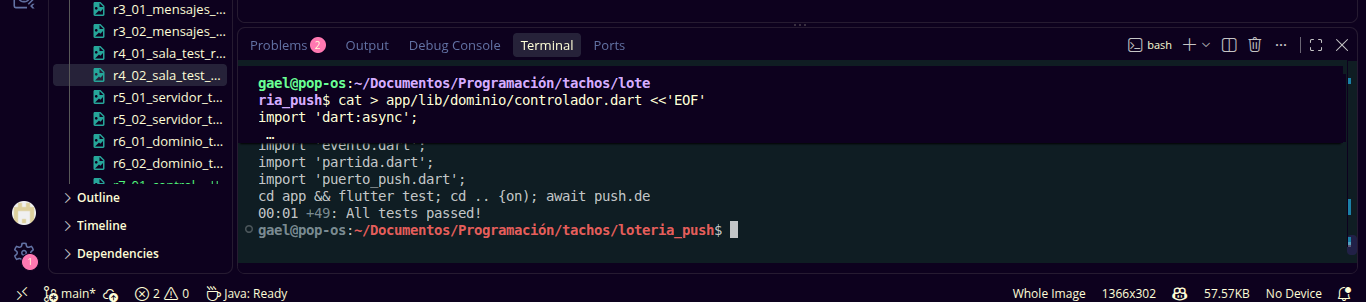 r3_01_mensajes_...
r3_02_mensajes_...
r4_01_sala_test_r...
r4_02_sala_test_...
r5_01_servidor_t...
r5_02_servidor_t...
r6_01_dominio_t...
r6_02_dominio_t...
Outline
Timeline
Dependencies
1
Problems 2 Output Debug Console Terminal Ports
bash
gael@pop-os:~/Documentos/Programación/tachos/lote
ria_push$ cat > app/lib/dominio/controlador.dart <<'EOF'
import 'dart:async';
…
import 'evento.dart';
import 'partida.dart';
import 'puerto_push.dart';
cd app && flutter test; cd .. {on); await push.de
00:01 +49: All tests passed!
gael@pop-os:~/Documentos/Programación/tachos/loteria_push$
main* 2 0 Java: Ready Whole Image 1366x302 57.57KB No Device